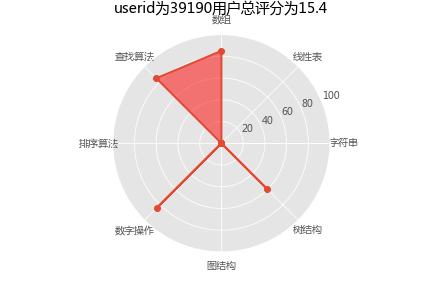 userid为39190用户总评分为15.4
数组
查找算法
线性表
100
80
60
40
20
排序算法
字符串
数字操作
树结构
图结构